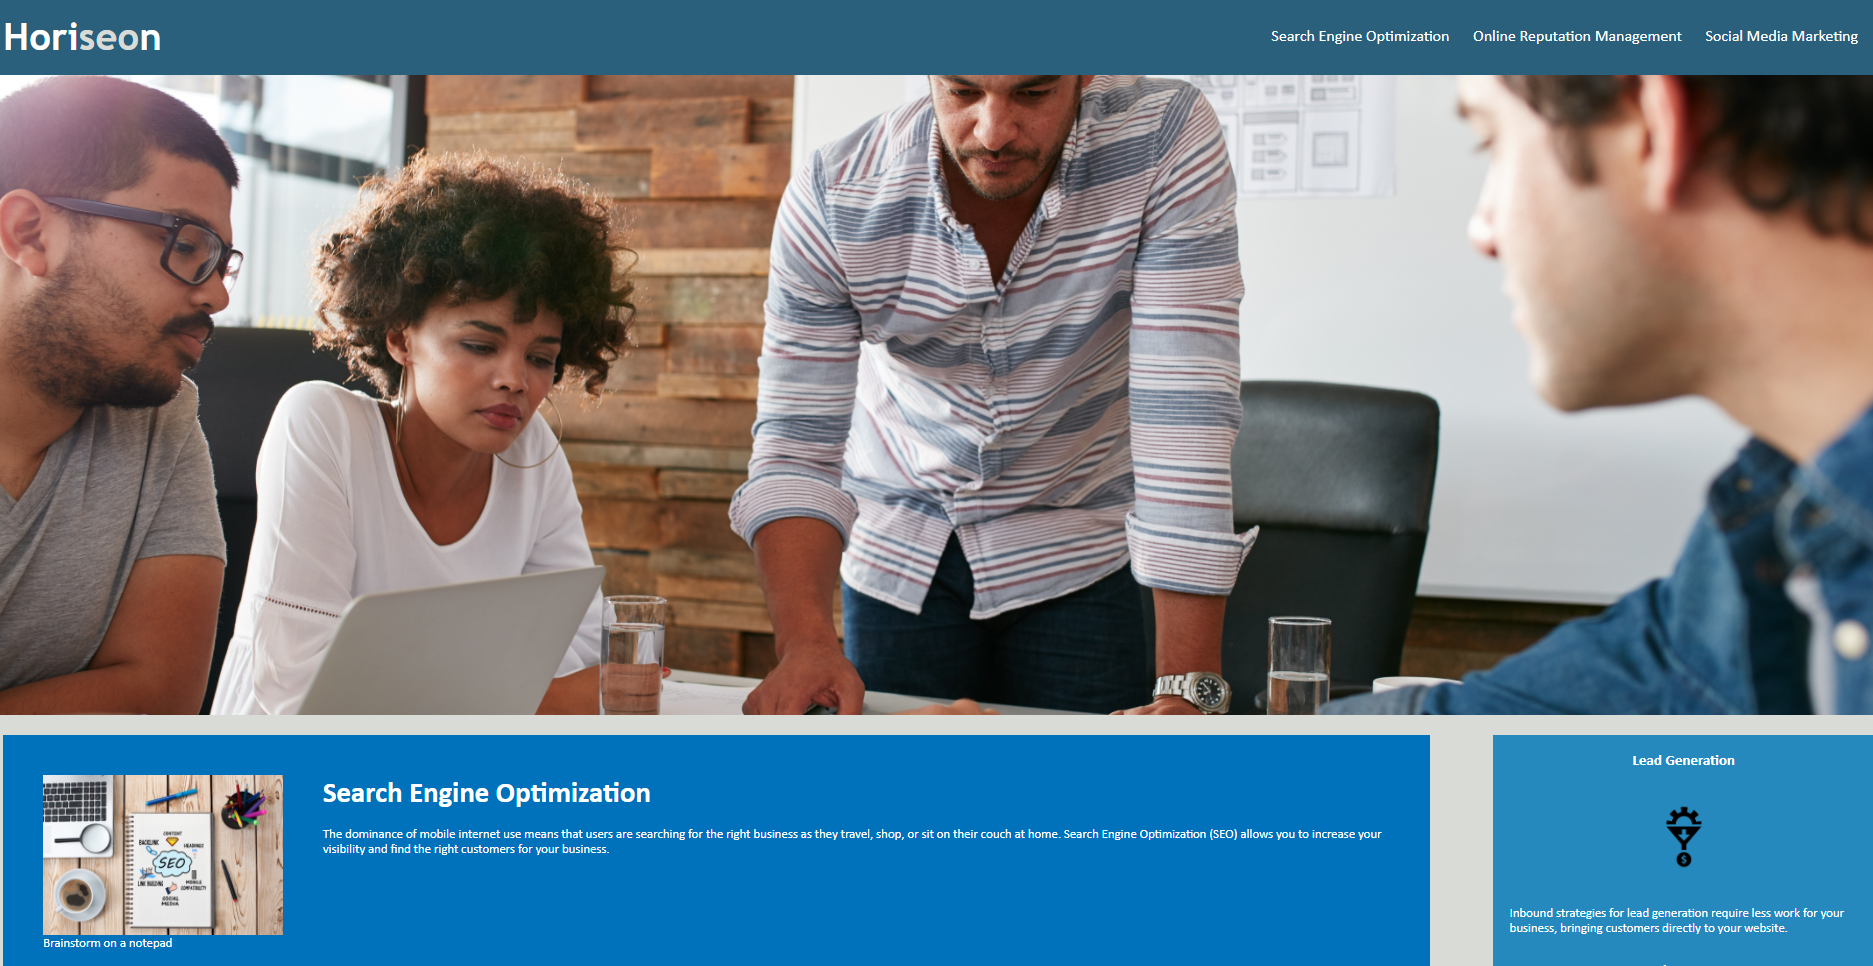 Horiseon
Search Engine Optimization
Online Reputation Management
Social Media Marketing
Search Engine Optimization
The dominance of mobile internet use means that users are searching for the right business as they travel, shop, or sit on their couch at home. Search Engine Optimization (SEO) allows you to increase your
visibility and find the right customers for your business.
CONTENT
BACKLINK
HEADINGS
SEO
LINK BUILDING
MOBILE
COMPATIBILITY
SOCIAL
MEDIA
Brainstorm on a notepad
Lead Generation
$
Inbound strategies for lead generation require less work for your
business, bringing customers directly to your website.